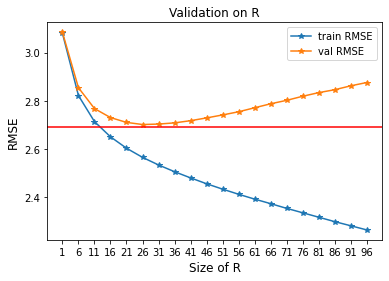 Validation on R
train RMSE
val RMSE
RMSE
3.0
2.8
2.6
2.4
1 6 11 16 21 26 31 36 41 46 51 56 61 66 71 76 81 86 91 96
Size of R